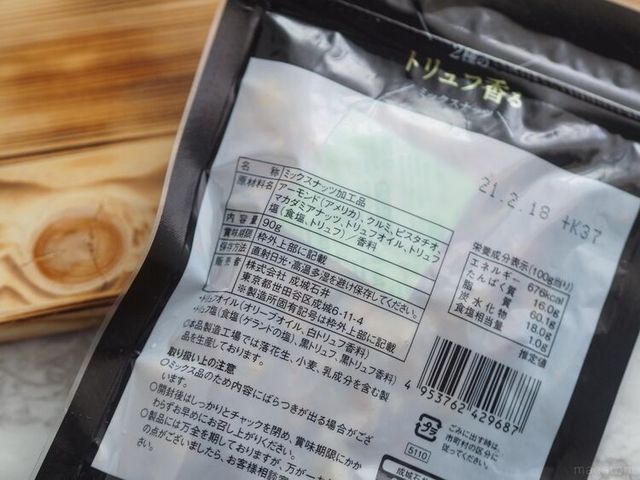 2種の
トリュフ香る
ミックスナッツ
21.2.18 +K37
名 称 ミックスナッツ加工品
原材料名 アーモンド(アメリカ)、クルミ、ピスタチオ、
マカダミアナッツ、トリュフオイル、トリュフ
塩(食塩、トリュフ)／香料
内容量 90g
賞味期限 枠外上部に記載
保存方法 直射日光・高温多湿を避け保存してください。
販売者 株式会社 成城石井
東京都世田谷区成城6-11-4
※製造所固有記号は枠外上部に記載
トリュフオイル(オリーブオイル、白トリュフ香料)
トリュフ塩(食塩(ゲラントの塩)、黒トリュフ、黒トリュフ香料)
◎本品製造工場では落花生、小麦、乳成分を含む製
品を生産しております。
取り扱い上の注意
○ミックス品のため内容にばらつきが出る場合がござ
います。
○開封後はしっかりとチャックを閉め、賞味期限にかか
わらずお早めにお召し上がりください。
○製品には万全を期しておりますが、万が一
の点がございましたら、お客様相談
栄養成分表示(100g当り)
エネルギー 676kcal
たんぱく質 16.0g
脂 質 60.1g
炭水化物 18.0g
食塩相当量 1.0g
推定値
4 953762 429687
プラ
5110
ごみに出す時は、
市町村の区分に
従ってください。
成城石井